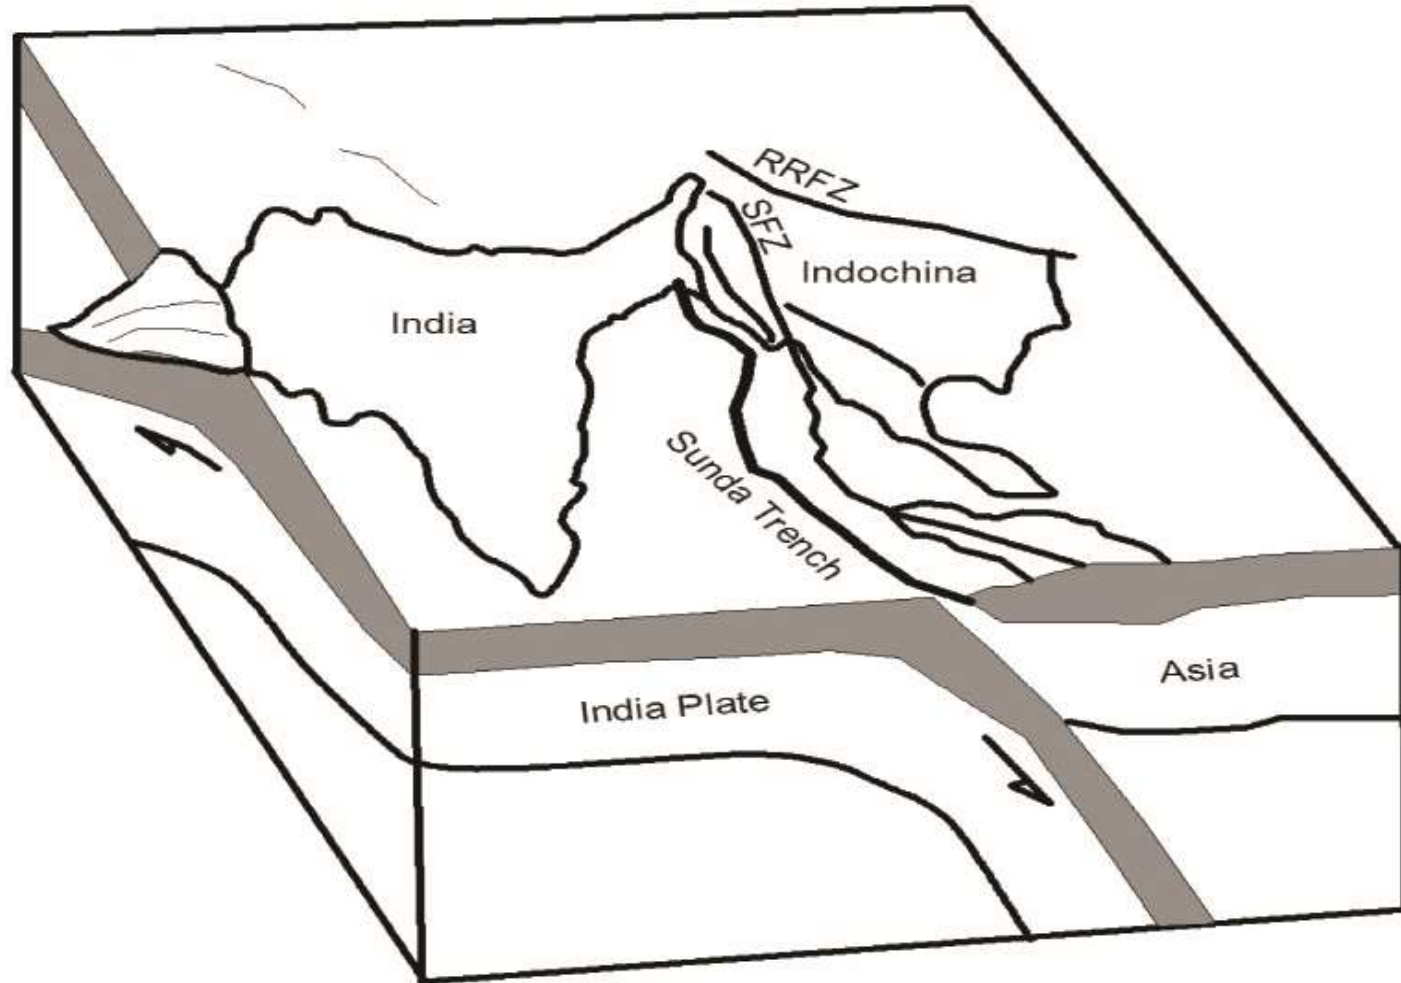 RRFZ
SFZ
Indochina
India
Sunda Trench
Asia
India Plate